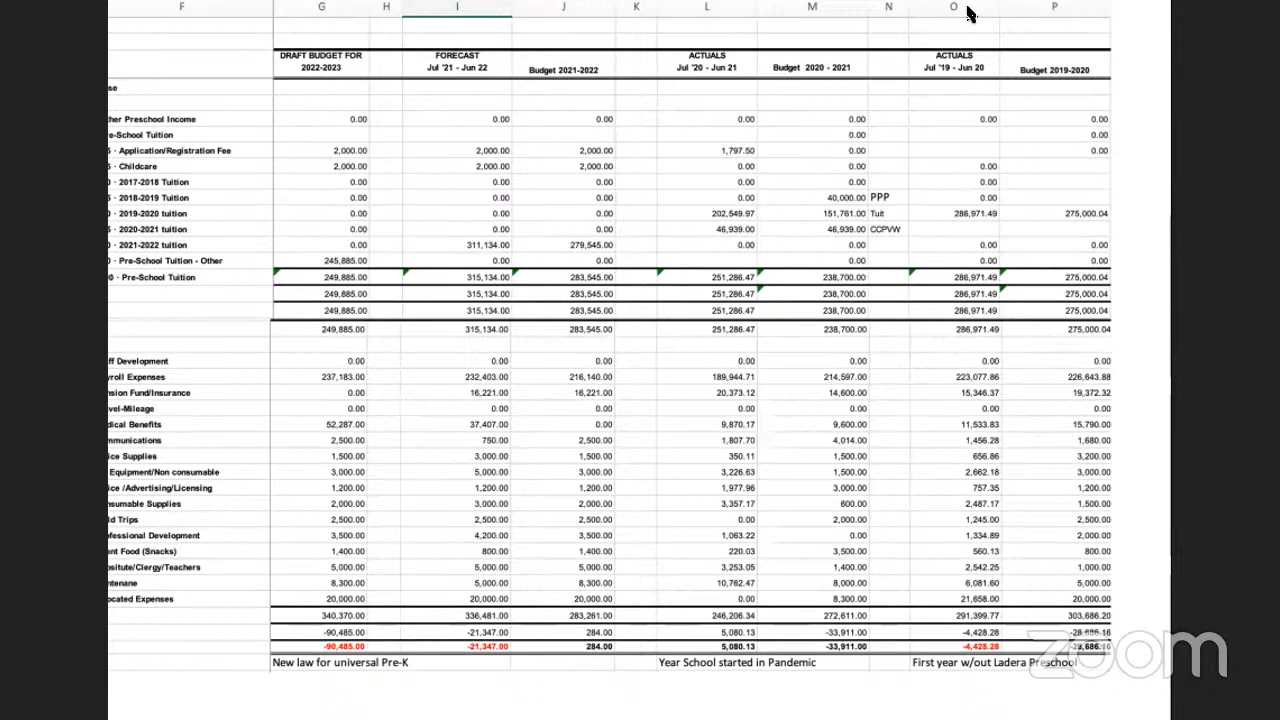 F G H I J K L M N O P
DRAFT BUDGET FOR FORECAST ACTUALS ACTUALS
2022-2023 Jul '21 - Jun 22 Budget 2021-2022 Jul '20 - Jun 21 Budget 2020 - 2021 Jul '19 - Jun 20 Budget 2019-2020
se
her Preschool Income 0.00 0.00 0.00 0.00 0.00 0.00 0.00
e-School Tuition 0.00 0.00
· Application/Registration Fee 2,000.00 2,000.00 2,000.00 1,797.50 0.00 0.00
· Childcare 2,000.00 2,000.00 2,000.00 0.00 0.00 0.00
· 2017-2018 Tuition 0.00 0.00 0.00 0.00 0.00 0.00
· 2018-2019 Tuition 0.00 0.00 0.00 0.00 40,000.00 PPP 0.00
· 2019-2020 tuition 0.00 0.00 0.00 202,549.97 151,761.00 Tuit 286,971.49 275,000.04
· 2020-2021 tuition 0.00 0.00 0.00 46,939.00 46,939.00 CCPVW
· 2021-2022 tuition 311,134.00 279,545.00 0.00 0.00 0.00 0.00
· Pre-School Tuition - Other 245,885.00 0.00 0.00 0.00 0.00 0.00 0.00
0 · Pre-School Tuition 249,885.00 315,134.00 283,545.00 251,286.47 238,700.00 286,971.49 275,000.04
249,885.00 315,134.00 283,545.00 251,286.47 238,700.00 286,971.49 275,000.04
249,885.00 315,134.00 283,545.00 251,286.47 238,700.00 286,971.49 275,000.04
249,885.00 315,134.00 283,545.00 251,286.47 238,700.00 286,971.49 275,000.04
ff Development 0.00 0.00 0.00 0.00 0.00 0.00 0.00
yroll Expenses 237,183.00 232,403.00 216,140.00 189,944.71 214,597.00 223,077.86 226,643.88
nsion Fund/Insurance 0.00 16,221.00 16,221.00 20,373.12 14,600.00 15,346.37 19,372.32
vel-Mileage 0.00 0.00 0.00 0.00 0.00 0.00 0.00
dical Benefits 52,287.00 37,407.00 0.00 9,870.17 9,600.00 11,533.83 15,790.00
mmunications 2,500.00 750.00 2,500.00 1,807.70 4,014.00 1,456.28 1,680.00
ice Supplies 1,500.00 3,000.00 1,500.00 350.11 1,500.00 656.86 3,200.00
Equipment/Non consumable 3,000.00 5,000.00 3,000.00 3,226.63 1,500.00 2,662.18 3,000.00
ice /Advertising/Licensing 1,200.00 1,200.00 1,200.00 1,977.96 3,000.00 757.35 1,200.00
nsumable Supplies 2,000.00 3,000.00 2,000.00 3,357.17 600.00 2,487.17 1,500.00
ld Trips 2,500.00 2,500.00 2,500.00 0.00 2,000.00 1,245.00 2,500.00
fessional Development 3,500.00 4,200.00 3,500.00 1,063.22 0.00 1,334.89 2,000.00
nt Food (Snacks) 1,400.00 800.00 1,400.00 220.03 3,500.00 560.13 800.00
stitute/Clergy/Teachers 5,000.00 5,000.00 5,000.00 3,253.05 1,400.00 2,542.25 1,000.00
ntenane 8,300.00 5,000.00 8,300.00 10,762.47 8,000.00 6,081.60 5,000.00
ocated Expenses 20,000.00 20,000.00 20,000.00 0.00 8,300.00 21,658.00 20,000.00
340,370.00 336,481.00 283,261.00 246,206.34 272,611.00 291,399.77 303,686.20
-90,485.00 -21,347.00 284.00 5,080.13 -33,911.00 -4,428.28 -28,686.16
-90,485.00 -21,347.00 284.00 5,080.13 -33,911.00 -4,428.28 -28,686.16
New law for universal Pre-K Year School started in Pandemic First year w/out Ladera Preschool
zoom